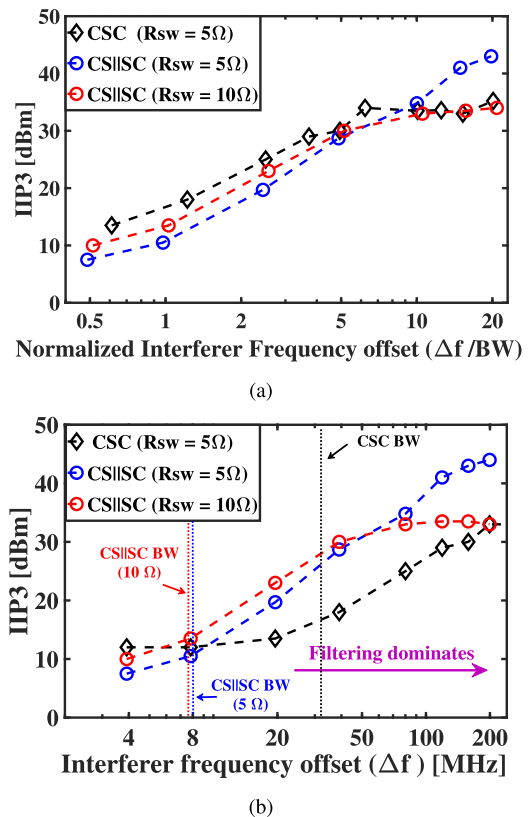 50
40
30
20
10
0
IIP3 [dBm]
CSC (Rsw = 5Ω)
CS||SC (Rsw = 5Ω)
CS||SC (Rsw = 10Ω)
0.5 1 2 5 10 20
Normalized Interferer Frequency offset (Δf /BW)
(a)
50
40
30
20
10
0
IIP3 [dBm]
CSC (Rsw = 5Ω)
CS||SC (Rsw = 5Ω)
CS||SC (Rsw = 10Ω)
CSC BW
CS||SC BW
(10 Ω)
Filtering dominates
CS||SC BW
(5 Ω)
4 8 20 40 100 200
Interferer frequency offset (Δf ) [MHz]
(b)